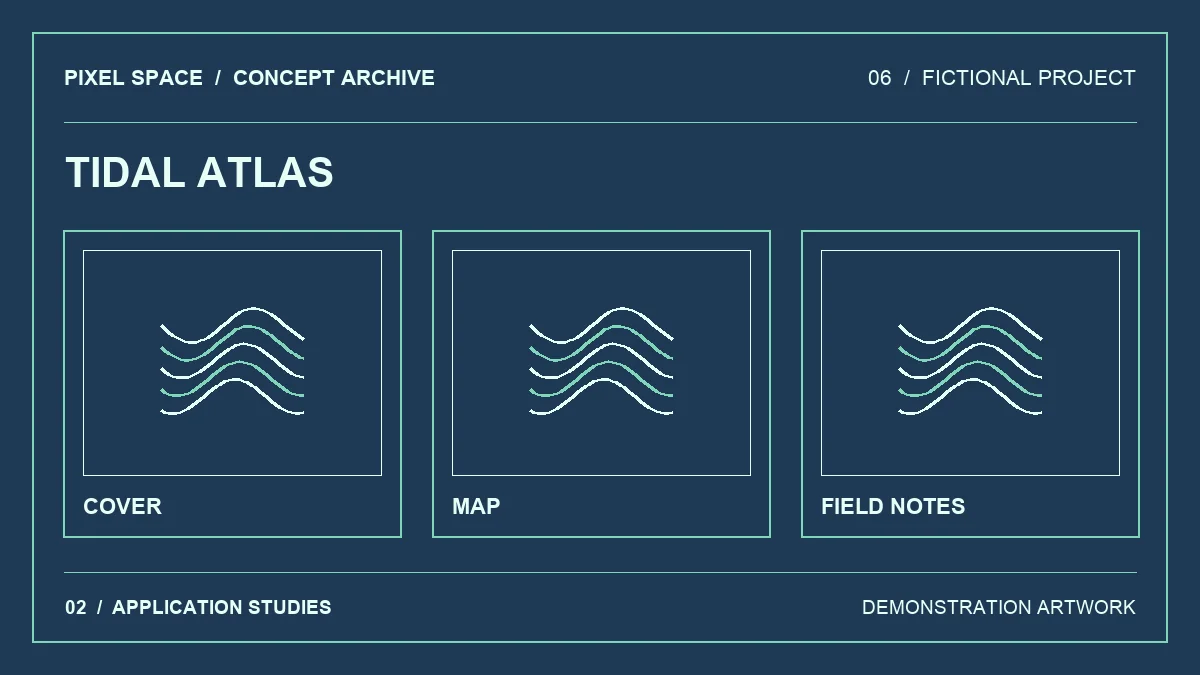 PIXEL SPACE / CONCEPT ARCHIVE
06 / FICTIONAL PROJECT
TIDAL ATLAS
COVER
MAP
FIELD NOTES
02 / APPLICATION STUDIES
DEMONSTRATION ARTWORK